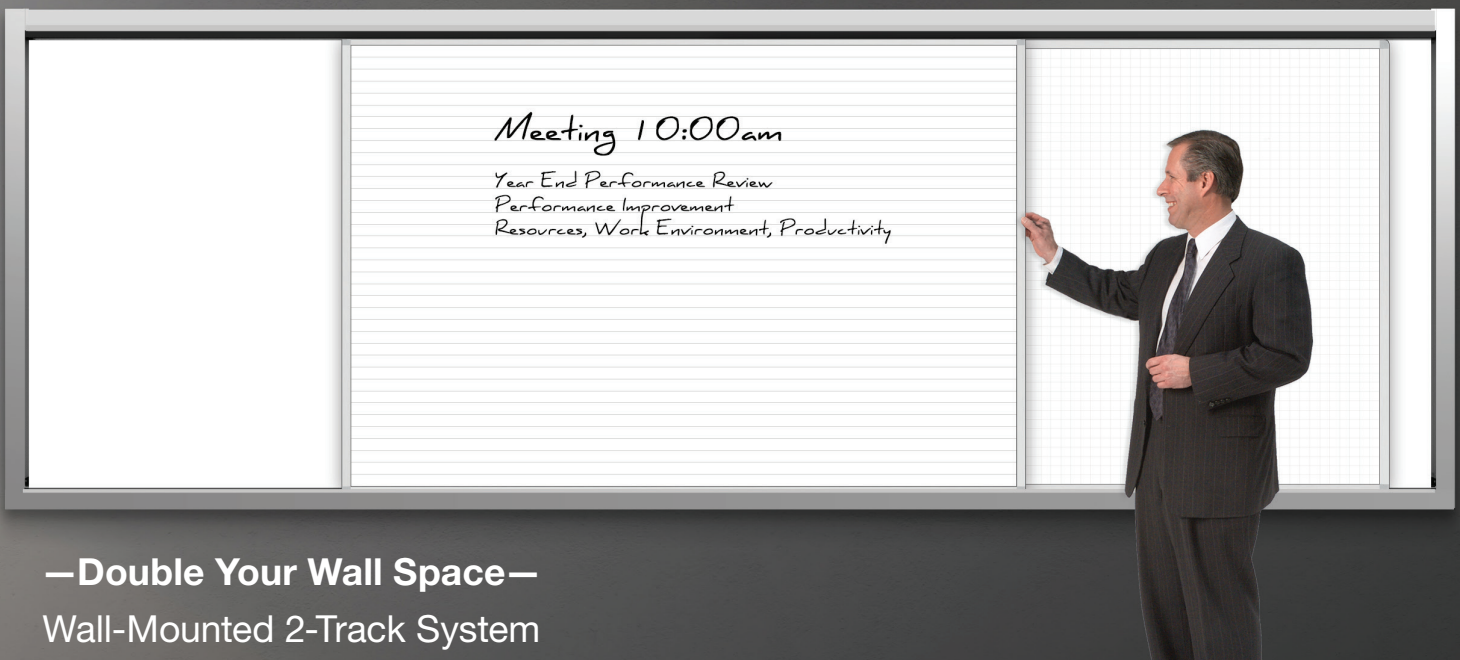 Meeting 10:00am
Year End Performance Review
Performance Improvement
Resources, Work Environment, Productivity
—Double Your Wall Space—
Wall-Mounted 2-Track System